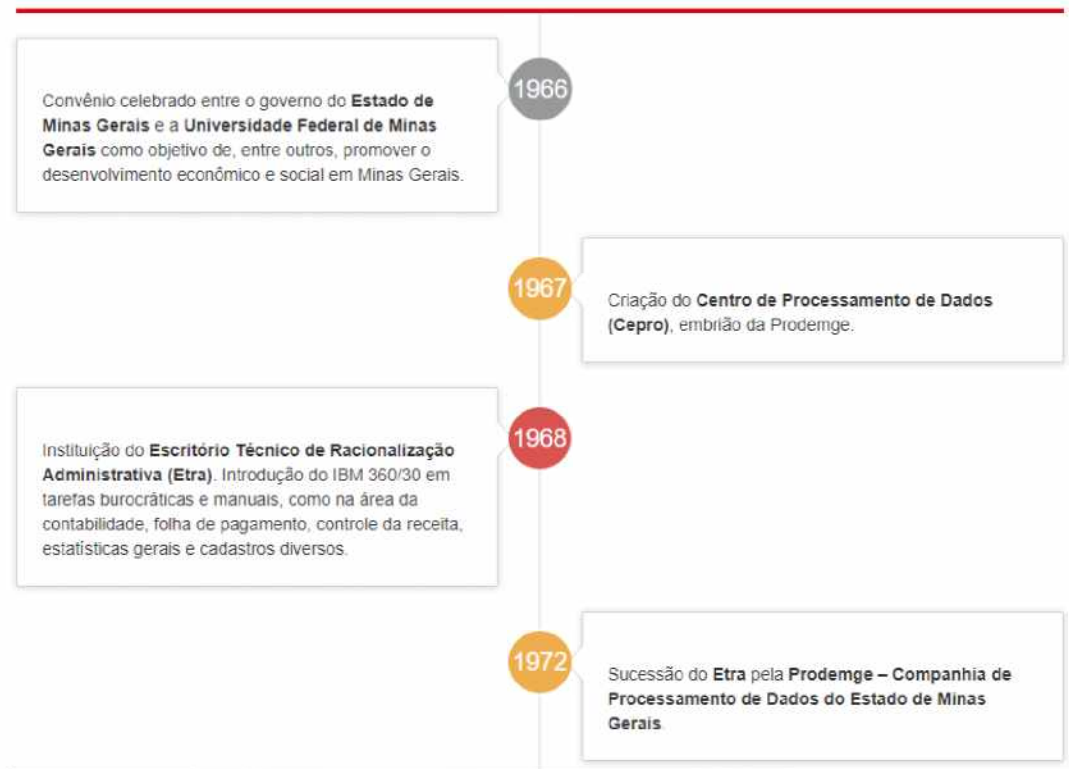 1966
Convênio celebrado entre o governo do Estado de
Minas Gerais e a Universidade Federal de Minas
Gerais como objetivo de, entre outros, promover o
desenvolvimento econômico e social em Minas Gerais.
1967
Criação do Centro de Processamento de Dados
(Cepro), embrião da Prodemge.
1968
Instituição do Escritório Técnico de Racionalização
Administrativa (Etra). Introdução do IBM 360/30 em
tarefas burocráticas e manuais, como na área da
contabilidade, folha de pagamento, controle da receita,
estatísticas gerais e cadastros diversos.
1972
Sucessão do Etra pela Prodemge – Companhia de
Processamento de Dados do Estado de Minas
Gerais